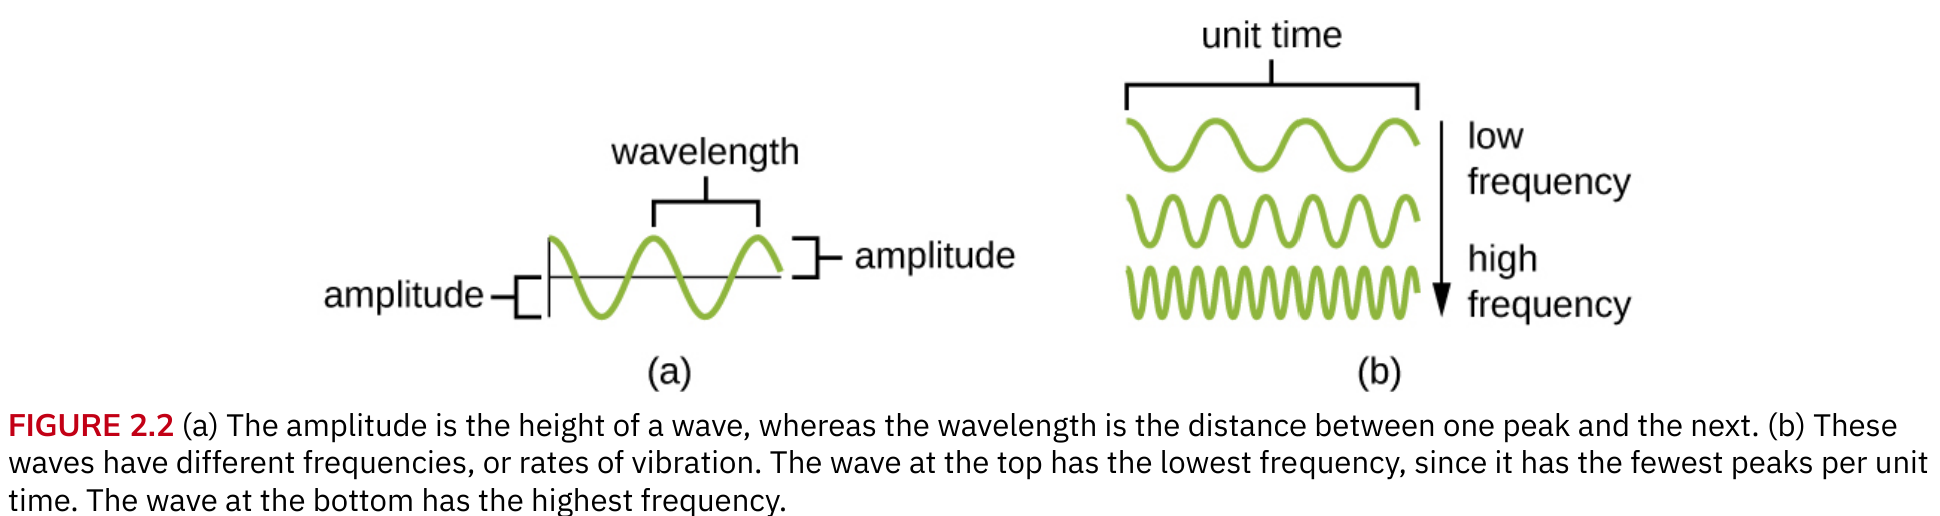 wavelength
amplitude
amplitude
(a)
unit time
low
frequency
high
frequency
(b)
FIGURE 2.2 (a) The amplitude is the height of a wave, whereas the wavelength is the distance between one peak and the next. (b) These
waves have different frequencies, or rates of vibration. The wave at the top has the lowest frequency, since it has the fewest peaks per unit
time. The wave at the bottom has the highest frequency.